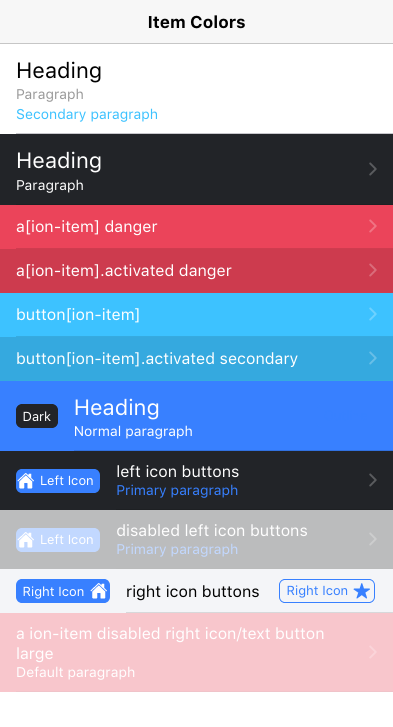 Item Colors
Heading
Paragraph
Secondary paragraph
Heading
Paragraph
a[ion-item] danger
a[ion-item].activated danger
button[ion-item]
button[ion-item].activated secondary
Dark
Heading
Normal paragraph
Left Icon
left icon buttons
Primary paragraph
Left Icon
disabled left icon buttons
Primary paragraph
Right Icon
right icon buttons
Right Icon
a ion-item disabled right icon/text button
large
Default paragraph